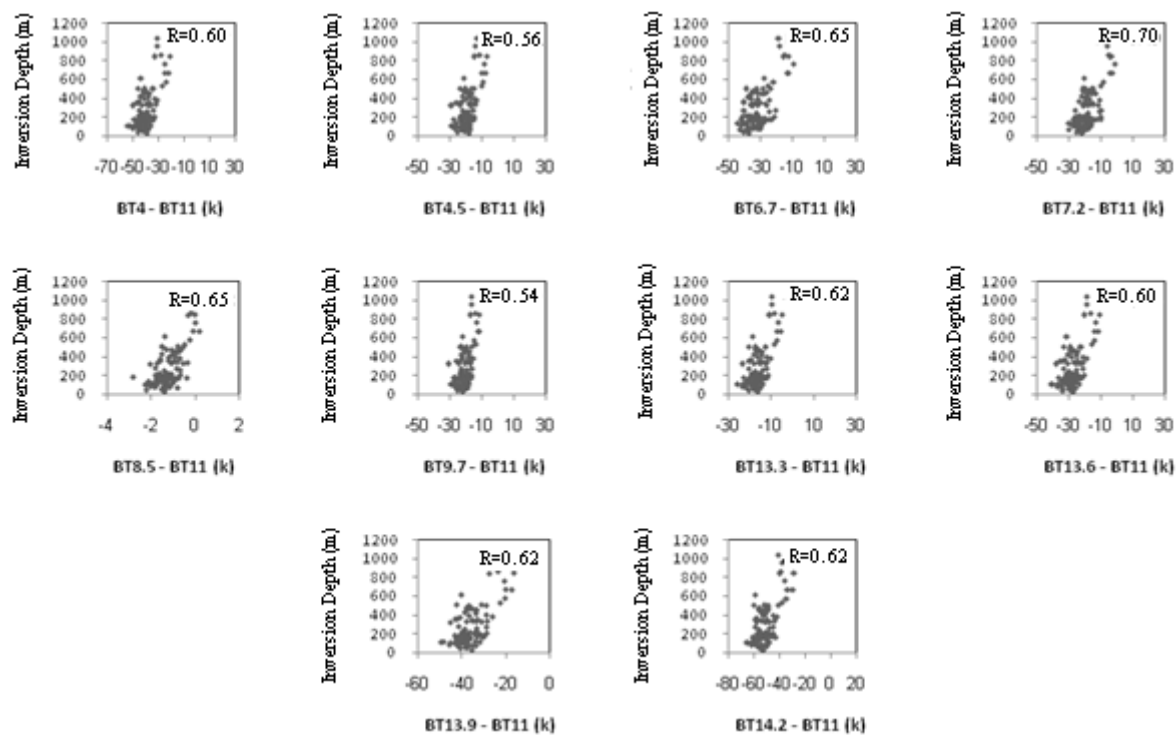 R=0.60
Inversion Depth (m)
1200
1000
800
600
400
200
0
-70 -50 -30 -10 10 30
BT4 - BT11 (k)
R=0.56
Inversion Depth (m)
1200
1000
800
600
400
200
0
-50 -30 -10 10 30
BT4.5 - BT11 (k)
R=0.65
Inversion Depth (m)
1200
1000
800
600
400
200
0
-50 -30 -10 10 30
BT6.7 - BT11 (k)
R=0.70
Inversion Depth (m)
1200
1000
800
600
400
200
0
-50 -30 -10 10 30
BT7.2 - BT11 (k)
R=0.65
Inversion Depth (m)
1200
1000
800
600
400
200
0
-4 -2 0 2
BT8.5 - BT11 (k)
R=0.54
Inversion Depth (m)
1200
1000
800
600
400
200
0
-50 -30 -10 10 30
BT9.7 - BT11 (k)
R=0.62
Inversion Depth (m)
1200
1000
800
600
400
200
0
-30 -10 10 30
BT13.3 - BT11 (k)
R=0.60
Inversion Depth (m)
1200
1000
800
600
400
200
0
-50 -30 -10 10 30
BT13.6 - BT11 (k)
R=0.62
Inversion Depth (m)
1200
1000
800
600
400
200
0
-60 -40 -20 0
BT13.9 - BT11 (k)
R=0.62
Inversion Depth (m)
1200
1000
800
600
400
200
0
-80 -60 -40 -20 0 20
BT14.2 - BT11 (k)